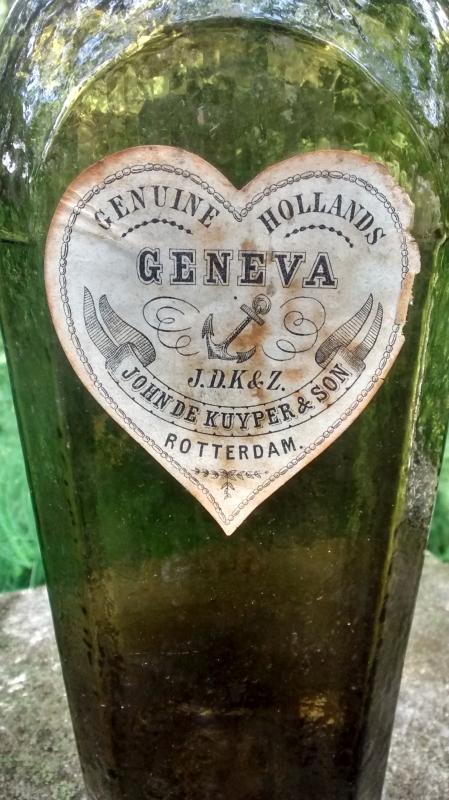 GENUINE HOLLANDS
GENEVA
J.D.K & Z.
JOHN DE KUYPER & SON
ROTTERDAM.